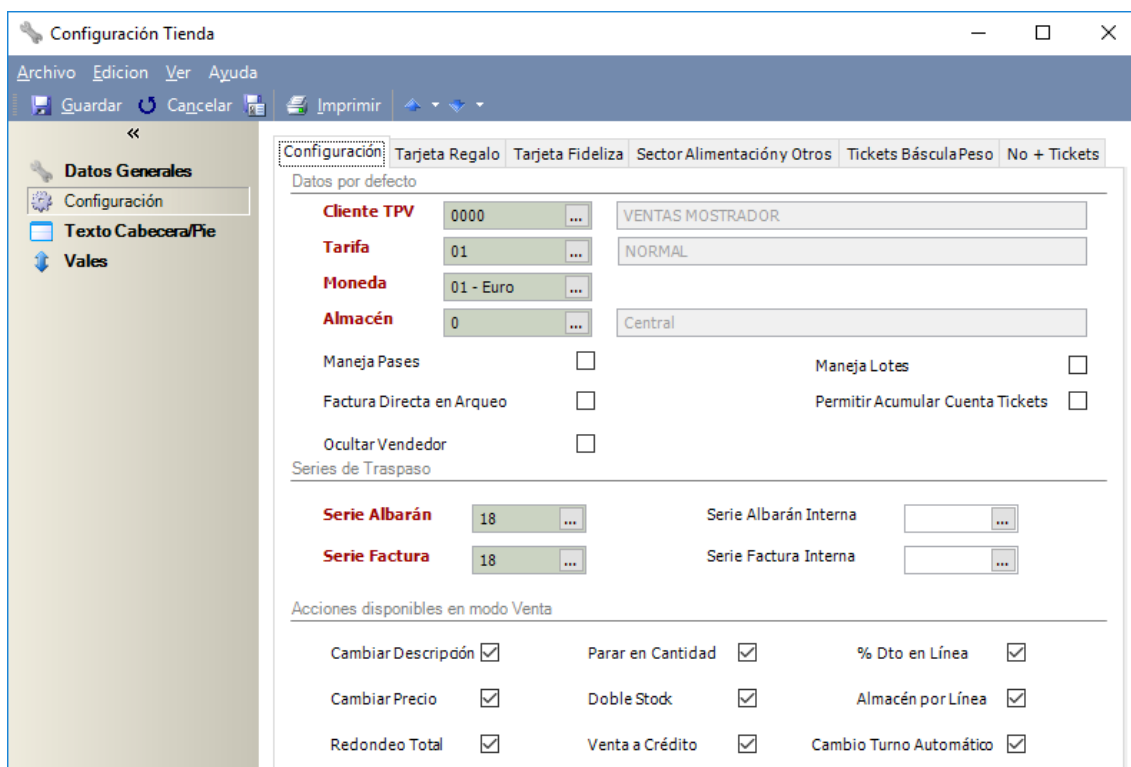 Configuración Tienda
Archivo Edicion Ver Ayuda
Guardar Cancelar Imprimir
«
Datos Generales
Configuración
Texto Cabecera/Pie
Vales
Configuración Tarjeta Regalo Tarjeta Fideliza Sector Alimentación y Otros Tickets Báscula Peso No + Tickets
Datos por defecto
Cliente TPV 0000 ... VENTAS MOSTRADOR
Tarifa 01 ... NORMAL
Moneda 01 - Euro ...
Almacén 0 ... Central
Maneja Pases Maneja Lotes
Factura Directa en Arqueo Permitir Acumular Cuenta Tickets
Ocultar Vendedor
Series de Traspaso
Serie Albarán 18 ... Serie Albarán Interna ...
Serie Factura 18 ... Serie Factura Interna ...
Acciones disponibles en modo Venta
Cambiar Descripción Parar en Cantidad % Dto en Línea
Cambiar Precio Doble Stock Almacén por Línea
Redondeo Total Venta a Crédito Cambio Turno Automático